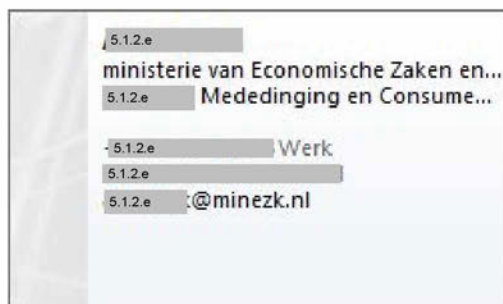 5.1.2.e
ministerie van Economische Zaken en...
5.1.2.e Mededinging en Consume...
5.1.2.e Werk
5.1.2.e
5.1.2.e @minezk.nl